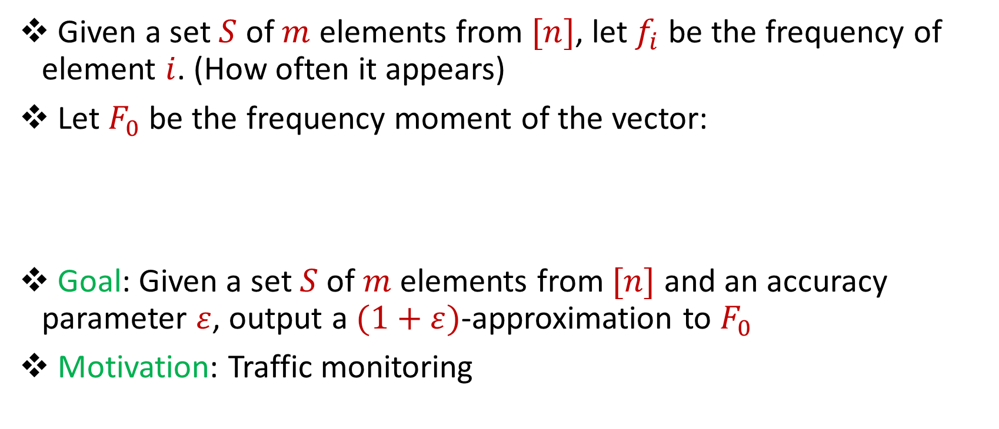 ❖ Given a set S of m elements from [n], let f_i be the frequency of
element i. (How often it appears)
❖ Let F_0 be the frequency moment of the vector:
❖ Goal: Given a set S of m elements from [n] and an accuracy
parameter ε, output a (1 + ε)-approximation to F_0
❖ Motivation: Traffic monitoring